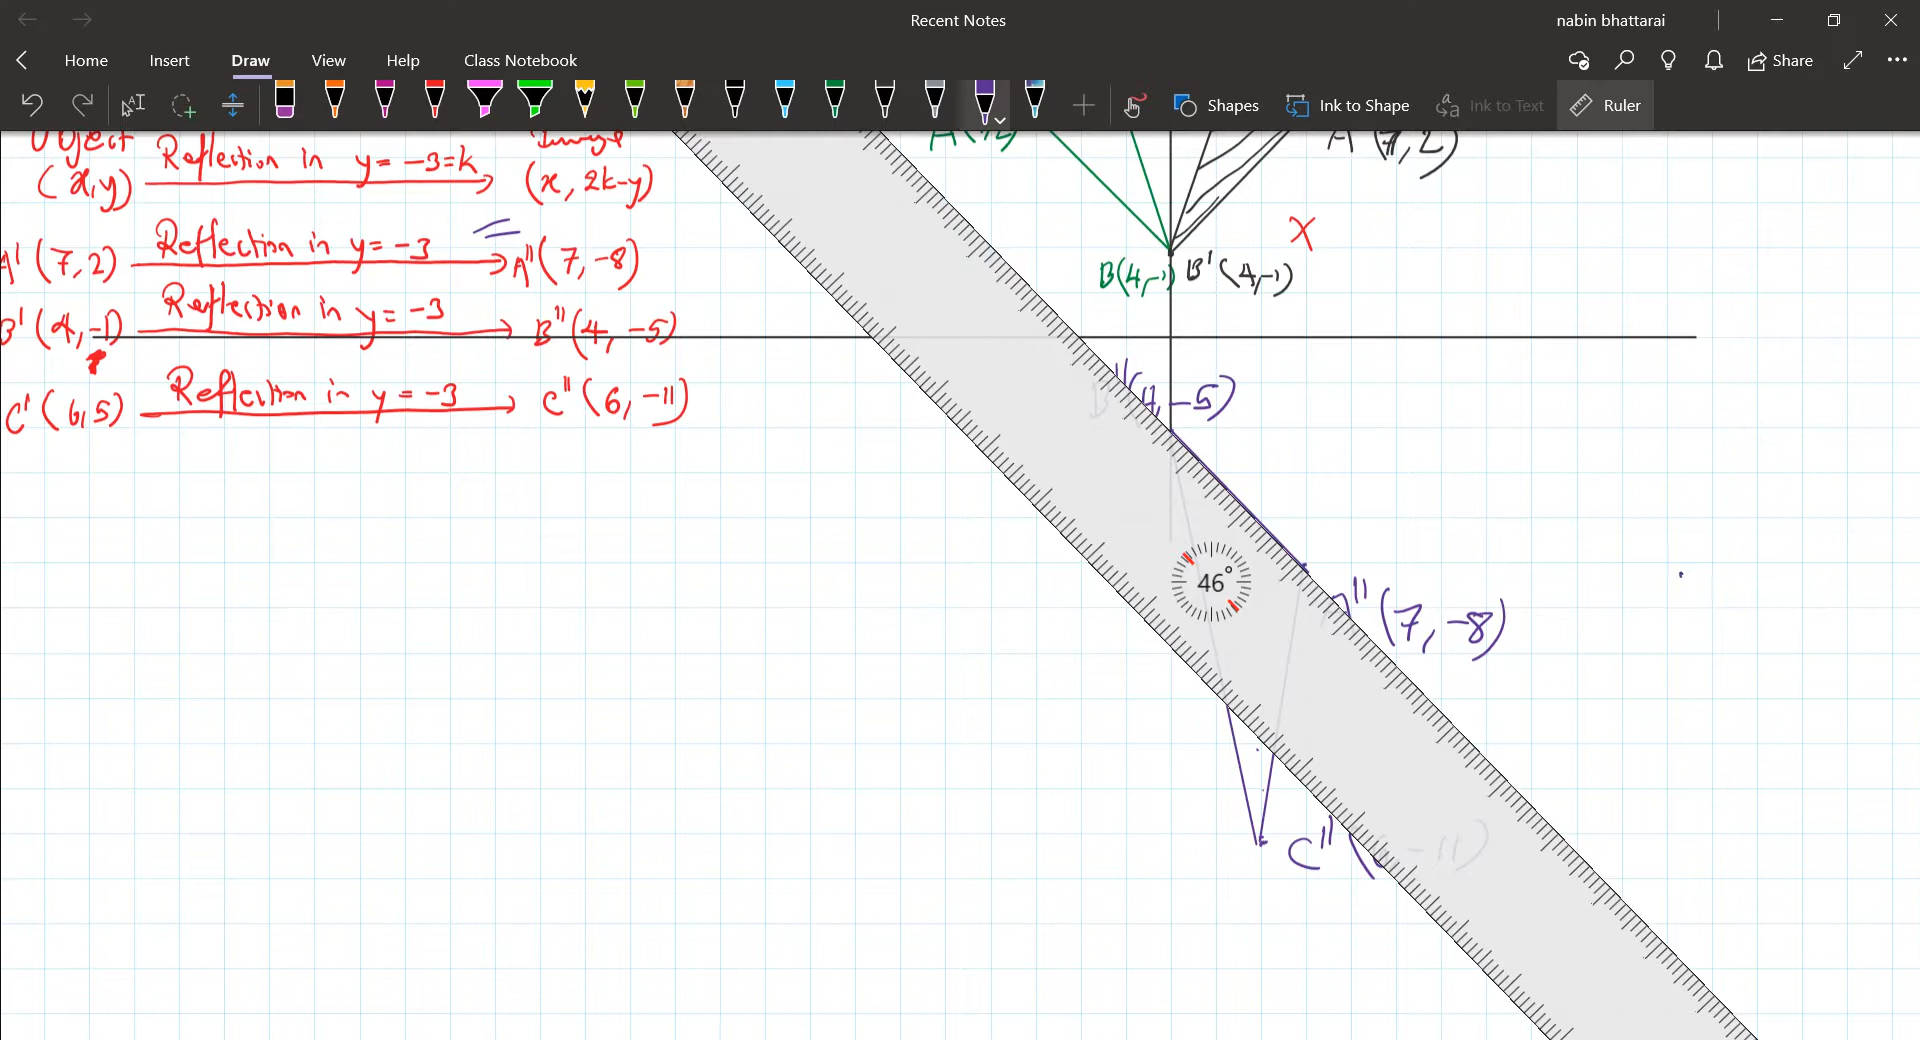 Recent Notes
nabin bhattarai
Home Insert Draw View Help Class Notebook
Share
Shapes Ink to Shape Ink to Text Ruler
Object Reflection in y = -3 = k Image
(x, y) (x, 2k-y)
A' (7, 2) Reflection in y = -3 A'' (7, -8)
B' (4, -1) Reflection in y = -3 B'' (4, -5)
C' (6, 5) Reflection in y = -3 C'' (6, -11)
A' (7, 2)
X
B(4, -1) B' (4, -1)
B'' (4, -5)
46°
A'' (7, -8)
C'' ( -11)